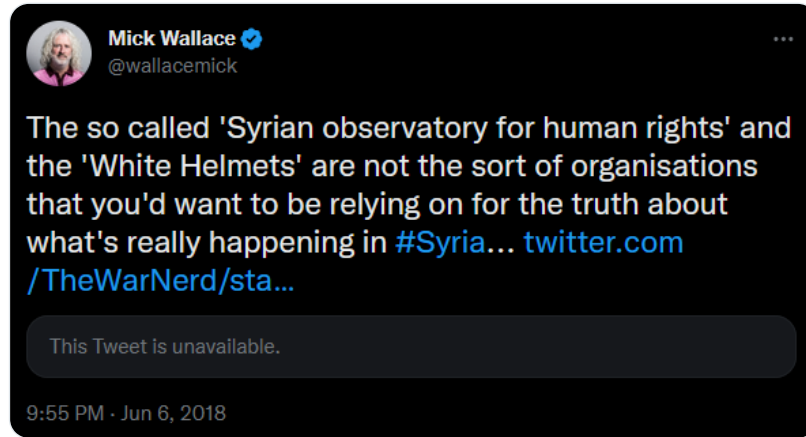 Mick Wallace
@wallacemick
The so called 'Syrian observatory for human rights' and
the 'White Helmets' are not the sort of organisations
that you'd want to be relying on for the truth about
what's really happening in #Syria... twitter.com
/TheWarNerd/sta...
This Tweet is unavailable.
9:55 PM · Jun 6, 2018